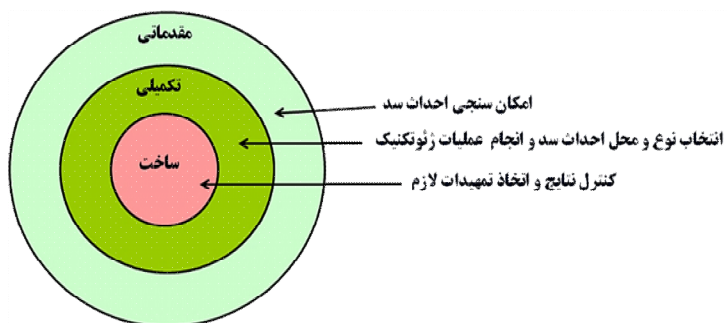 مقدماتی
تکمیلی
ساخت
امکان سنجی احداث سد
انتخاب نوع و محل احداث سد و انجام عملیات ژئوتکنیک
کنترل نتایج و اتخاذ تمهیدات لازم